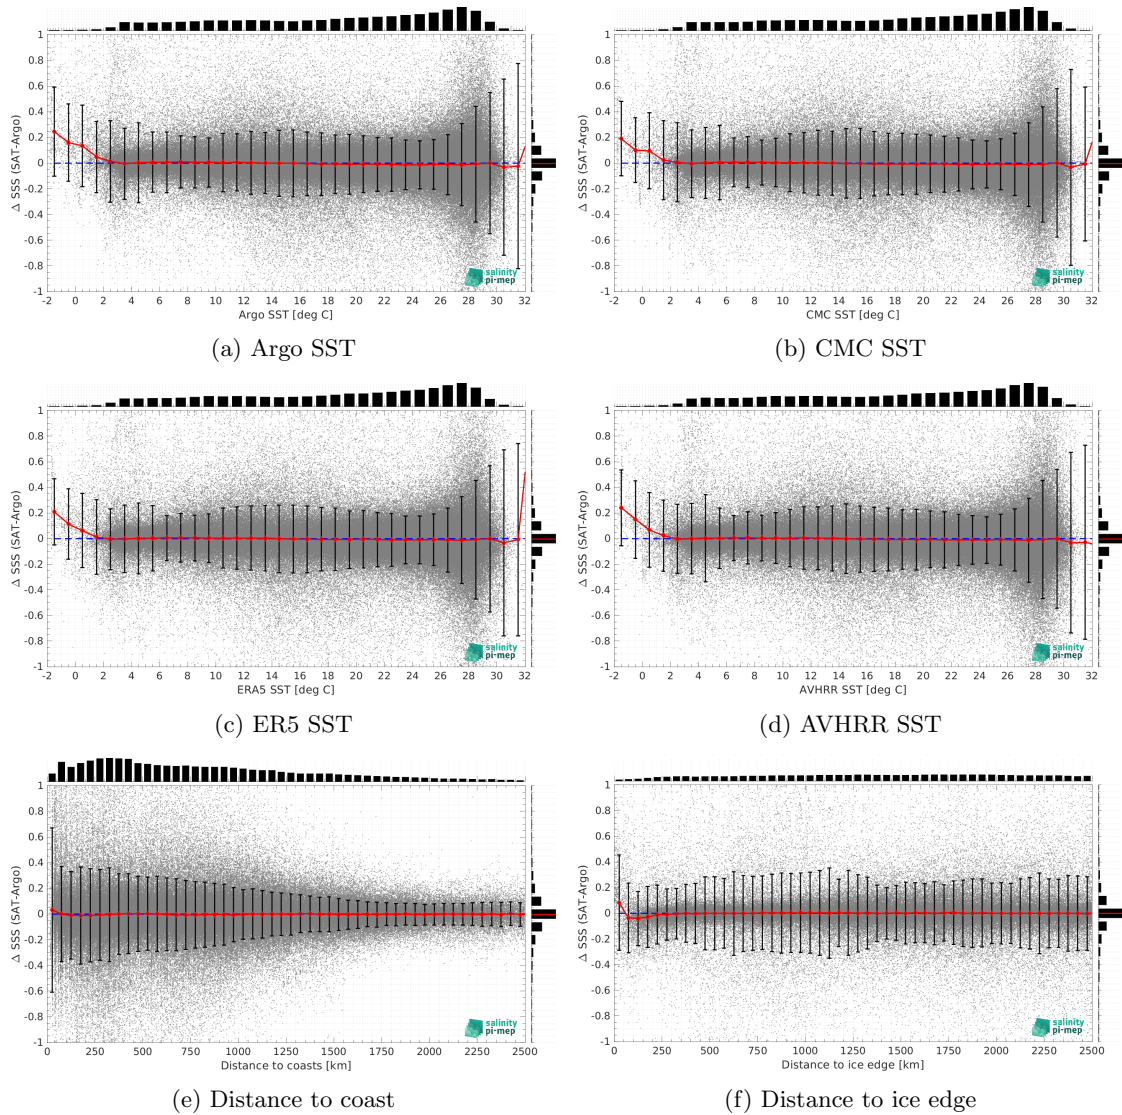 1
0.8
0.6
0.4
0.2
0
-0.2
-0.4
-0.6
-0.8
-1
Δ SSS (SAT-Argo)
-2 0 2 4 6 8 10 12 14 16 18 20 22 24 26 28 30 32
Argo SST [deg C]
salinity
pi-mep
(a) Argo SST
1
0.8
0.6
0.4
0.2
0
-0.2
-0.4
-0.6
-0.8
-1
Δ SSS (SAT-Argo)
-2 0 2 4 6 8 10 12 14 16 18 20 22 24 26 28 30 32
CMC SST [deg C]
salinity
pi-mep
(b) CMC SST
1
0.8
0.6
0.4
0.2
0
-0.2
-0.4
-0.6
-0.8
-1
Δ SSS (SAT-Argo)
-2 0 2 4 6 8 10 12 14 16 18 20 22 24 26 28 30 32
ERA5 SST [deg C]
salinity
pi-mep
(c) ER5 SST
1
0.8
0.6
0.4
0.2
0
-0.2
-0.4
-0.6
-0.8
-1
Δ SSS (SAT-Argo)
-2 0 2 4 6 8 10 12 14 16 18 20 22 24 26 28 30 32
AVHRR SST [deg C]
salinity
pi-mep
(d) AVHRR SST
1
0.8
0.6
0.4
0.2
0
-0.2
-0.4
-0.6
-0.8
-1
Δ SSS (SAT-Argo)
0 250 500 750 1000 1250 1500 1750 2000 2250 2500
Distance to coasts [km]
salinity
pi-mep
(e) Distance to coast
1
0.8
0.6
0.4
0.2
0
-0.2
-0.4
-0.6
-0.8
-1
Δ SSS (SAT-Argo)
0 250 500 750 1000 1250 1500 1750 2000 2250 2500
Distance to ice edge [km]
salinity
pi-mep
(f) Distance to ice edge